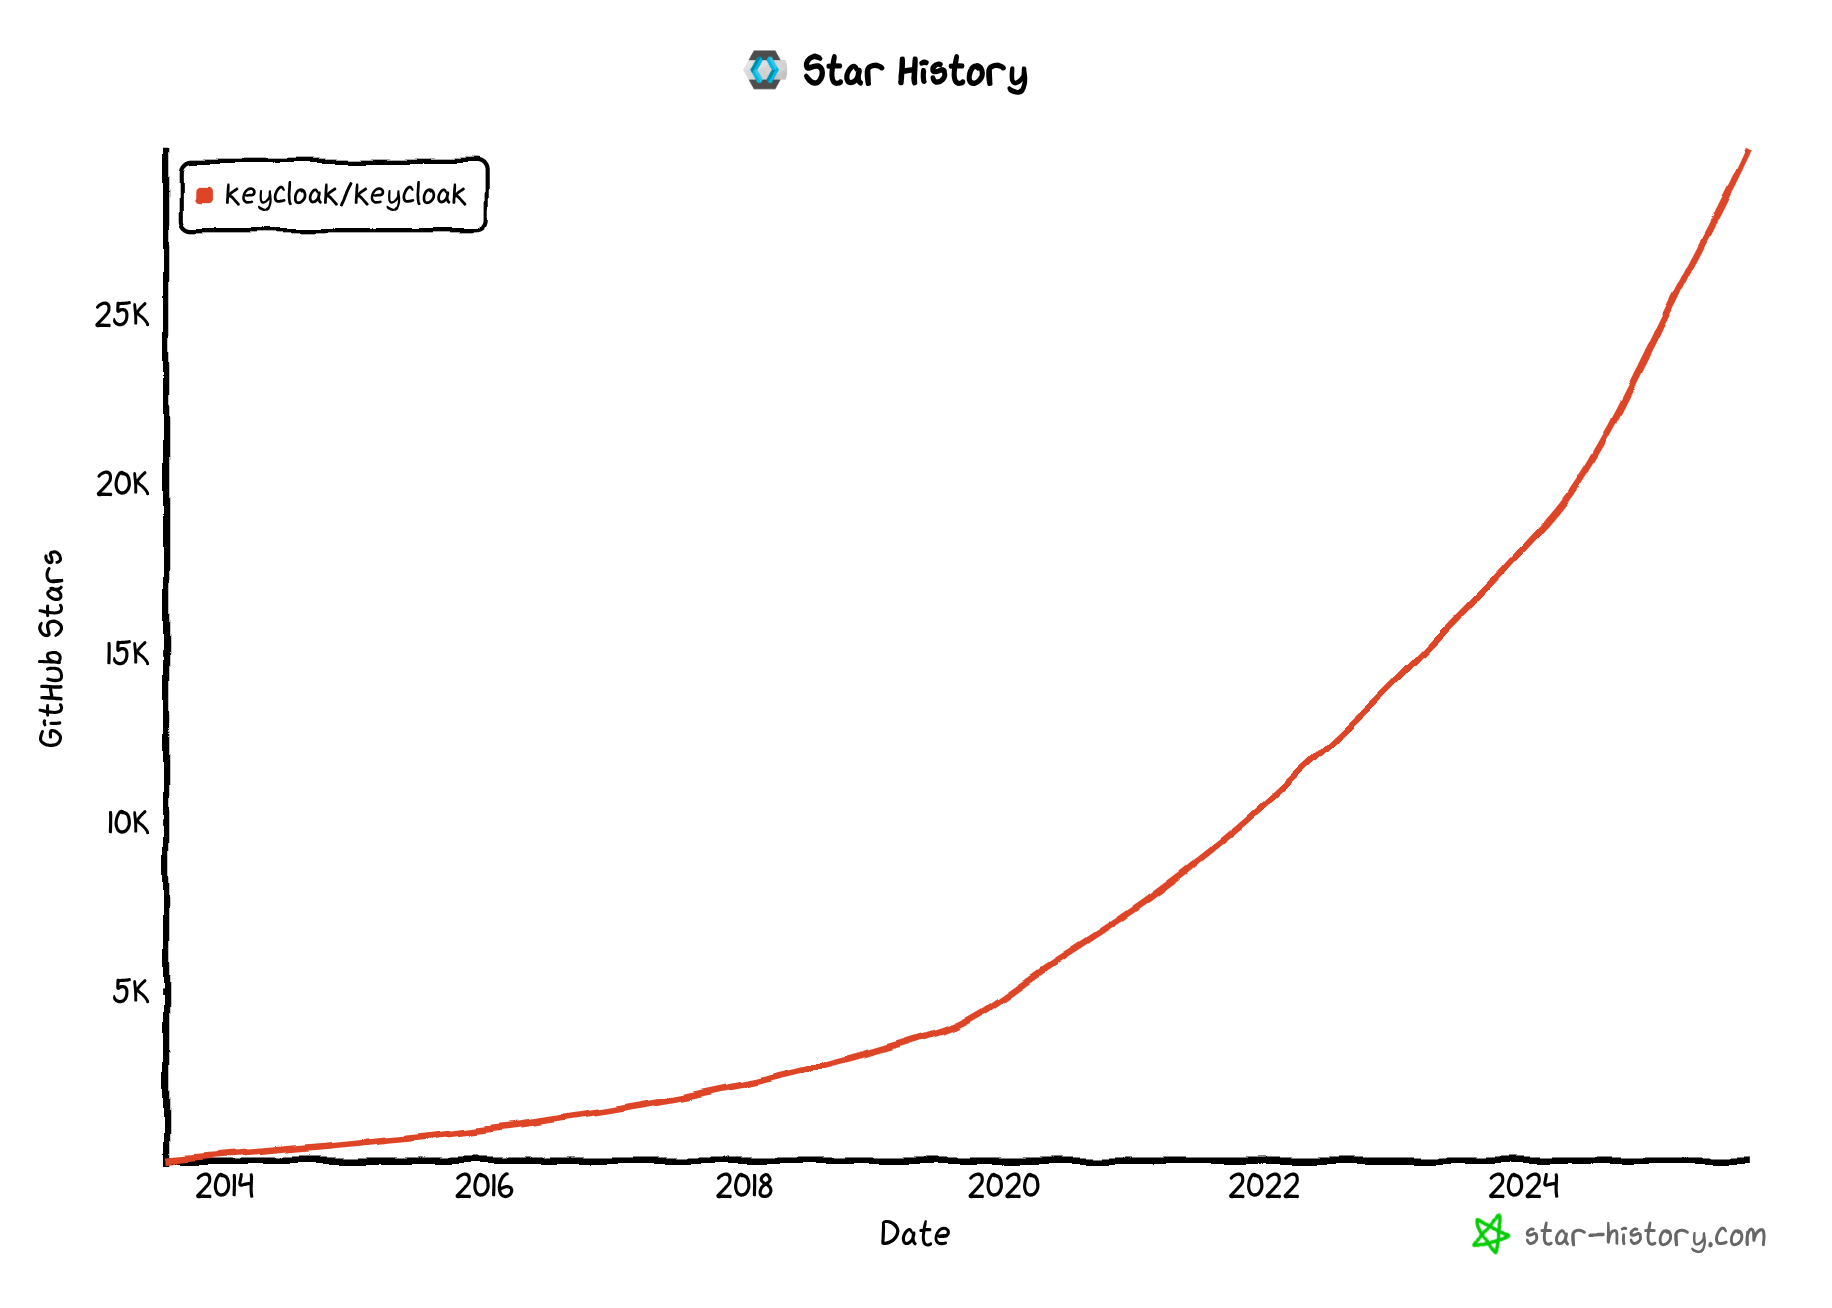 Star History
keycloak/keycloak
25K
20K
15K
10K
5K
GitHub Stars
2014 2016 2018 2020 2022 2024
Date
star-history.com